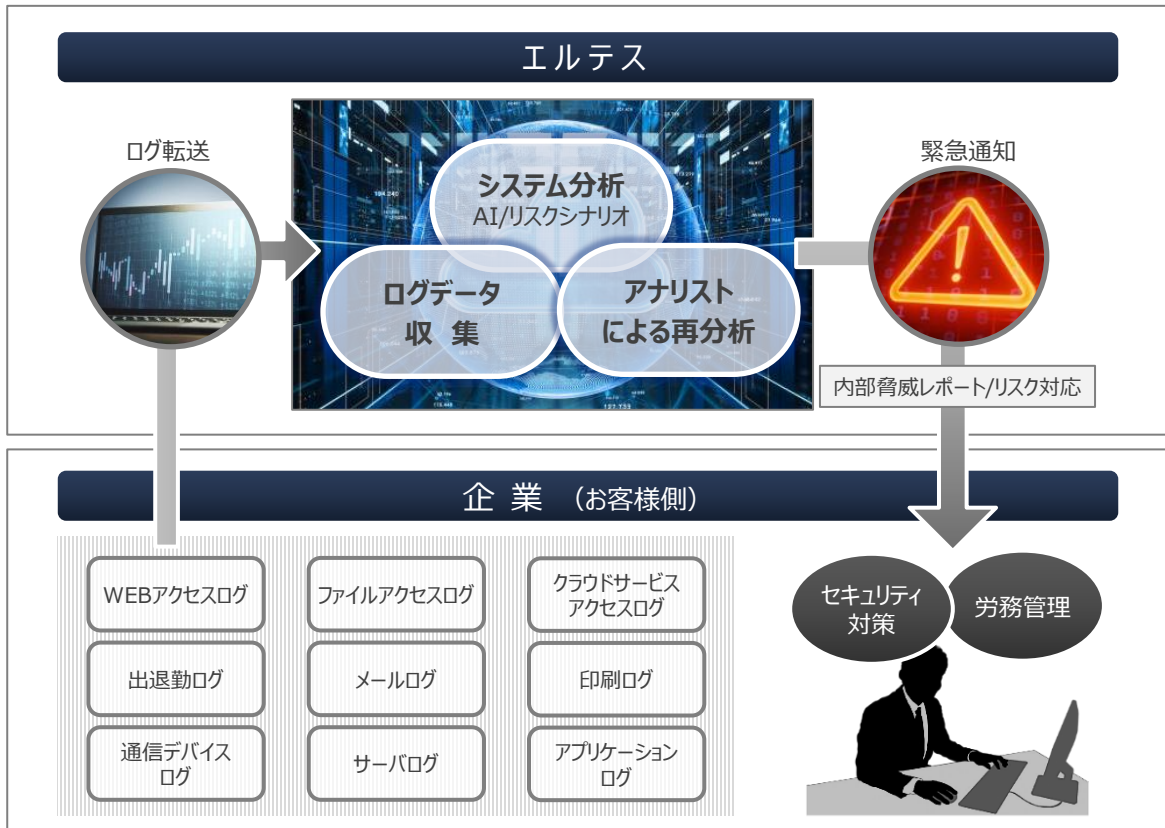 エルテス
ログ転送
緊急通知
システム分析
AI/リスクシナリオ
ログデータ
収 集
アナリスト
による再分析
内部脅威レポート/リスク対応
企 業 （お客様側）
WEBアクセスログ
ファイルアクセスログ
クラウドサービス
アクセスログ
出退勤ログ
メールログ
印刷ログ
通信デバイス
ログ
サーバログ
アプリケーション
ログ
セキュリティ
対策
労務管理